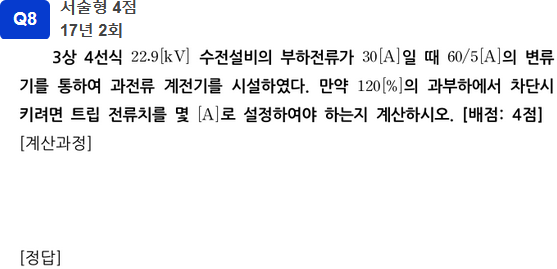 Q8
서술형 4점
17년 2회
3상 4선식 22.9[kV] 수전설비의 부하전류가 30[A]일 때 60/5[A]의 변류
기를 통하여 과전류 계전기를 시설하였다. 만약 120[%]의 과부하에서 차단시
키려면 트립 전류치를 몇 [A]로 설정하여야 하는지 계산하시오. [배점: 4점]
[계산과정]
[정답]